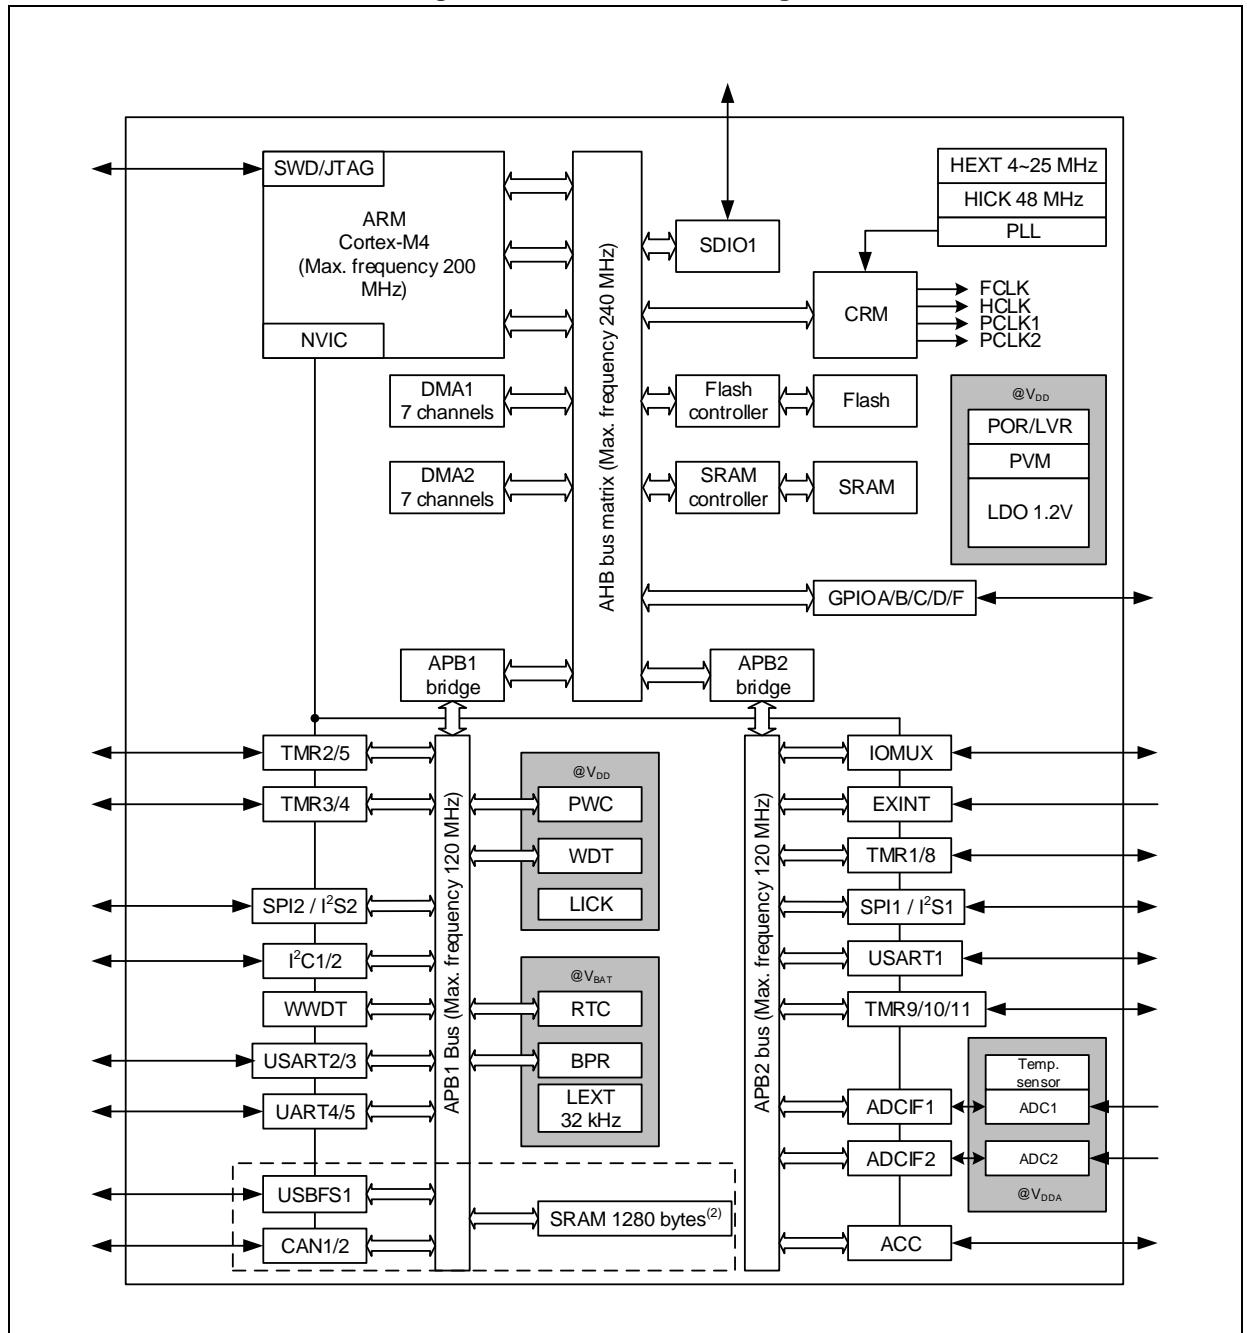 SWD/JTAG
ARM
Cortex-M4
(Max. frequency 200
MHz)
NVIC
DMA1
7 channels
DMA2
7 channels
AHB bus matrix (Max. frequency 240 MHz)
SDIO1
HEXT 4~25 MHz
HICK 48 MHz
PLL
CRM
FCLK
HCLK
PCLK1
PCLK2
Flash
controller
Flash
SRAM
controller
SRAM
@VDD
POR/LVR
PVM
LDO 1.2V
GPIOA/B/C/D/F
APB1
bridge
APB2
bridge
TMR2/5
TMR3/4
SPI2 / I²S2
I²C1/2
WWDT
USART2/3
UART4/5
USBFS1
CAN1/2
APB1 Bus (Max. frequency 120 MHz)
@VDD
PWC
WDT
LICK
@VBAT
RTC
BPR
LEXT
32 kHz
SRAM 1280 bytes(2)
APB2 bus (Max. frequency 120 MHz)
IOMUX
EXINT
TMR1/8
SPI1 / I²S1
USART1
TMR9/10/11
ADCIF1
ADCIF2
ACC
Temp.
sensor
ADC1
ADC2
@VDDA